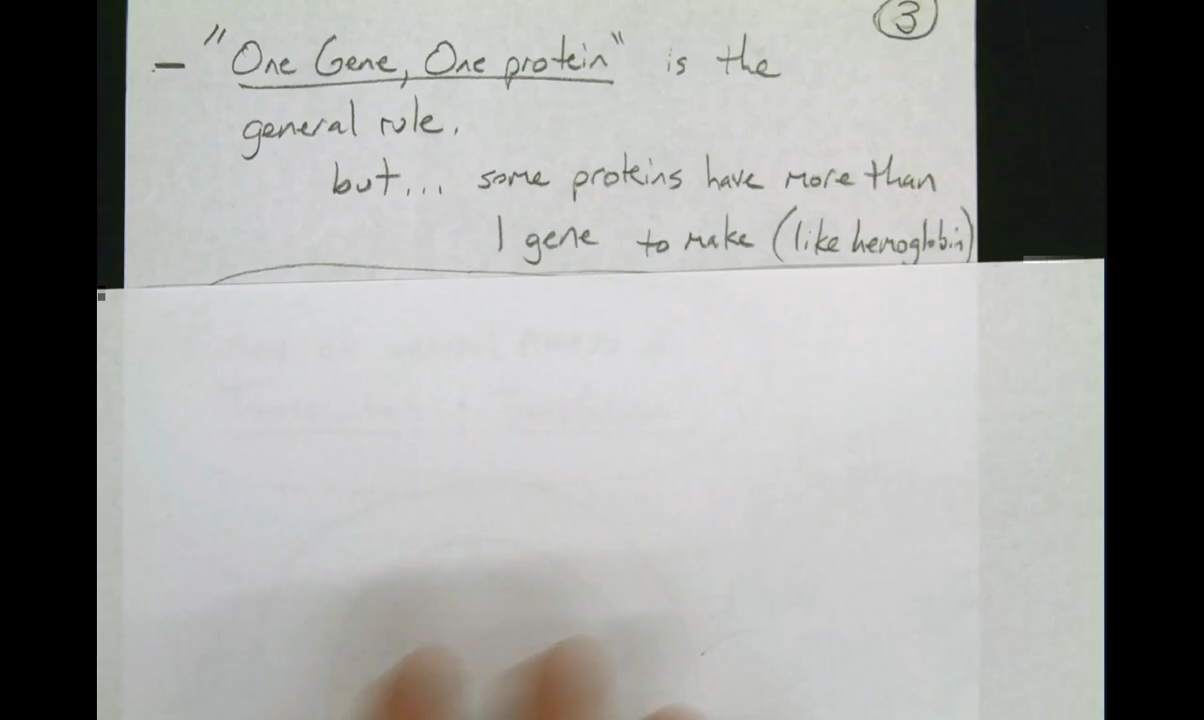 3
- "One Gene, One protein" is the
general rule.
but... some proteins have more than
1 gene to make (like hemoglobin)